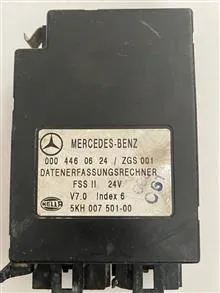 MERCEDES-BENZ
000 446 06 24 / ZGS 001
DATENERFASSUNGSRECHNER
FSS II 24V
V7.0 Index 6
HELLA
5KH 007 501-00